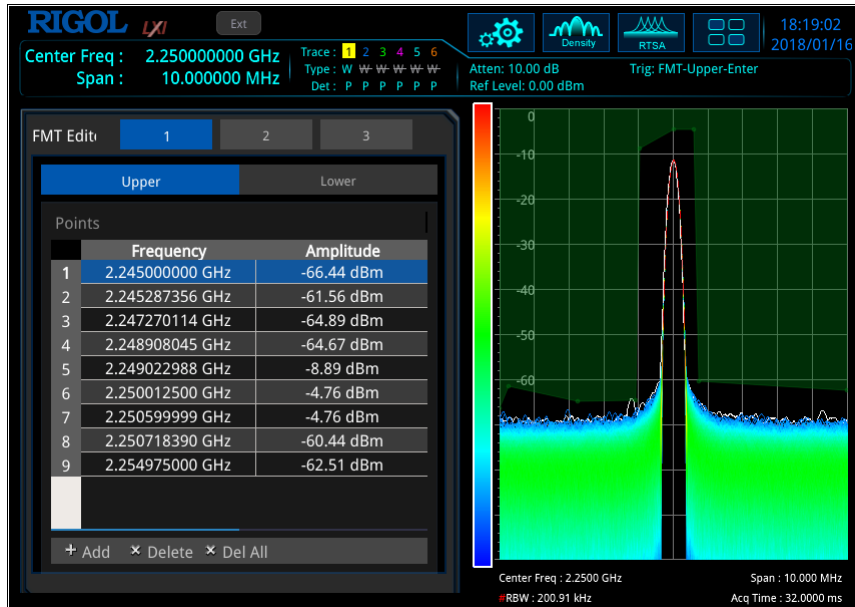 RIGOL LXI Ext
18:19:02
2018/01/16
Density RTSA
Center Freq : 2.250000000 GHz
Span : 10.000000 MHz
Trace : 1 2 3 4 5 6
Type : W W W W W W
Det : P P P P P P
Atten: 10.00 dB Trig: FMT-Upper-Enter
Ref Level: 0.00 dBm
FMT Edit 1 2 3
Upper Lower
Points
Frequency Amplitude
1 2.245000000 GHz -66.44 dBm
2 2.245287356 GHz -61.56 dBm
3 2.247270114 GHz -64.89 dBm
4 2.248908045 GHz -64.67 dBm
5 2.249022988 GHz -8.89 dBm
6 2.250012500 GHz -4.76 dBm
7 2.250599999 GHz -4.76 dBm
8 2.250718390 GHz -60.44 dBm
9 2.254975000 GHz -62.51 dBm
+ Add × Delete × Del All
0
-10
-20
-30
-40
-50
-60
Center Freq : 2.2500 GHz Span : 10.000 MHz
#RBW : 200.91 kHz Acq Time : 32.0000 ms